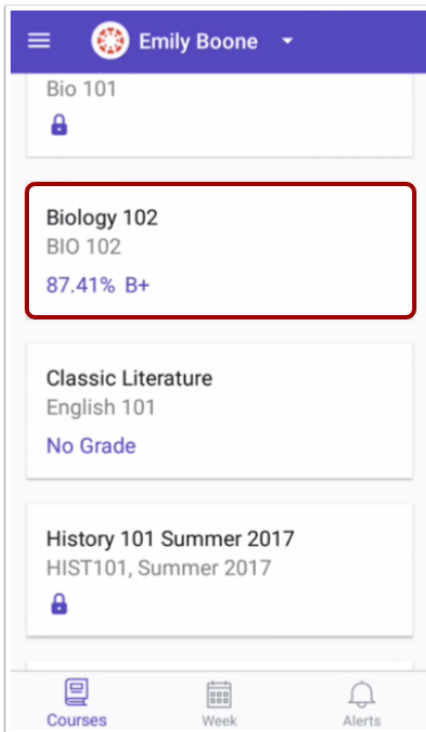 Emily Boone
Bio 101
Biology 102
BIO 102
87.41% B+
Classic Literature
English 101
No Grade
History 101 Summer 2017
HIST101, Summer 2017
Courses
Week
Alerts